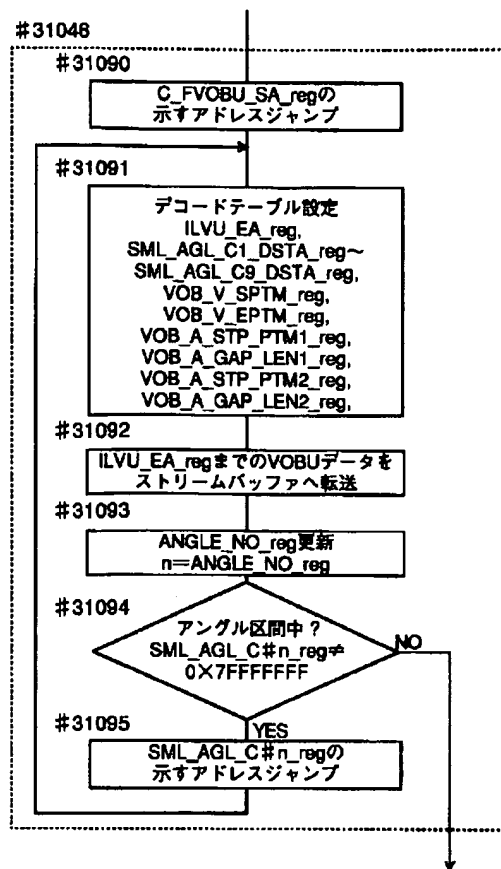 #31048
#31090
C_FVOBU_SA_regの
示すアドレスジャンプ
#31091
デコードテーブル設定
ILVU_EA_reg,
SML_AGL_C1_DSTA_reg~
SML_AGL_C9_DSTA_reg,
VOB_V_SPTM_reg,
VOB_V_EPTM_reg,
VOB_A_STP_PTM1_reg,
VOB_A_GAP_LEN1_reg,
VOB_A_STP_PTM2_reg,
VOB_A_GAP_LEN2_reg,
#31092
ILVU_EA_regまでのVOBUデータを
ストリームバッファへ転送
#31093
ANGLE_NO_reg更新
n=ANGLE_NO_reg
#31094
アングル区間中?
SML_AGL_C#n_reg≠
0×7FFFFFFF
NO
#31095
YES
SML_AGL_C#n_regの
示すアドレスジャンプ